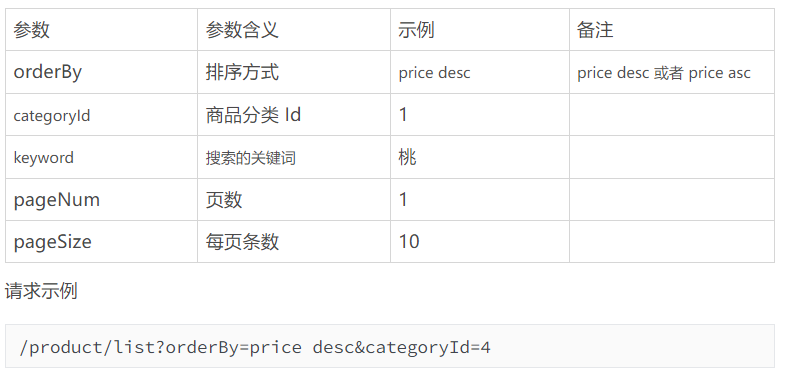 参数 参数含义 示例 备注
orderBy 排序方式 price desc price desc 或者 price asc
categoryId 商品分类 Id 1
keyword 搜索的关键词 桃
pageNum 页数 1
pageSize 每页条数 10
请求示例
/product/list?orderBy=price desc&categoryId=4